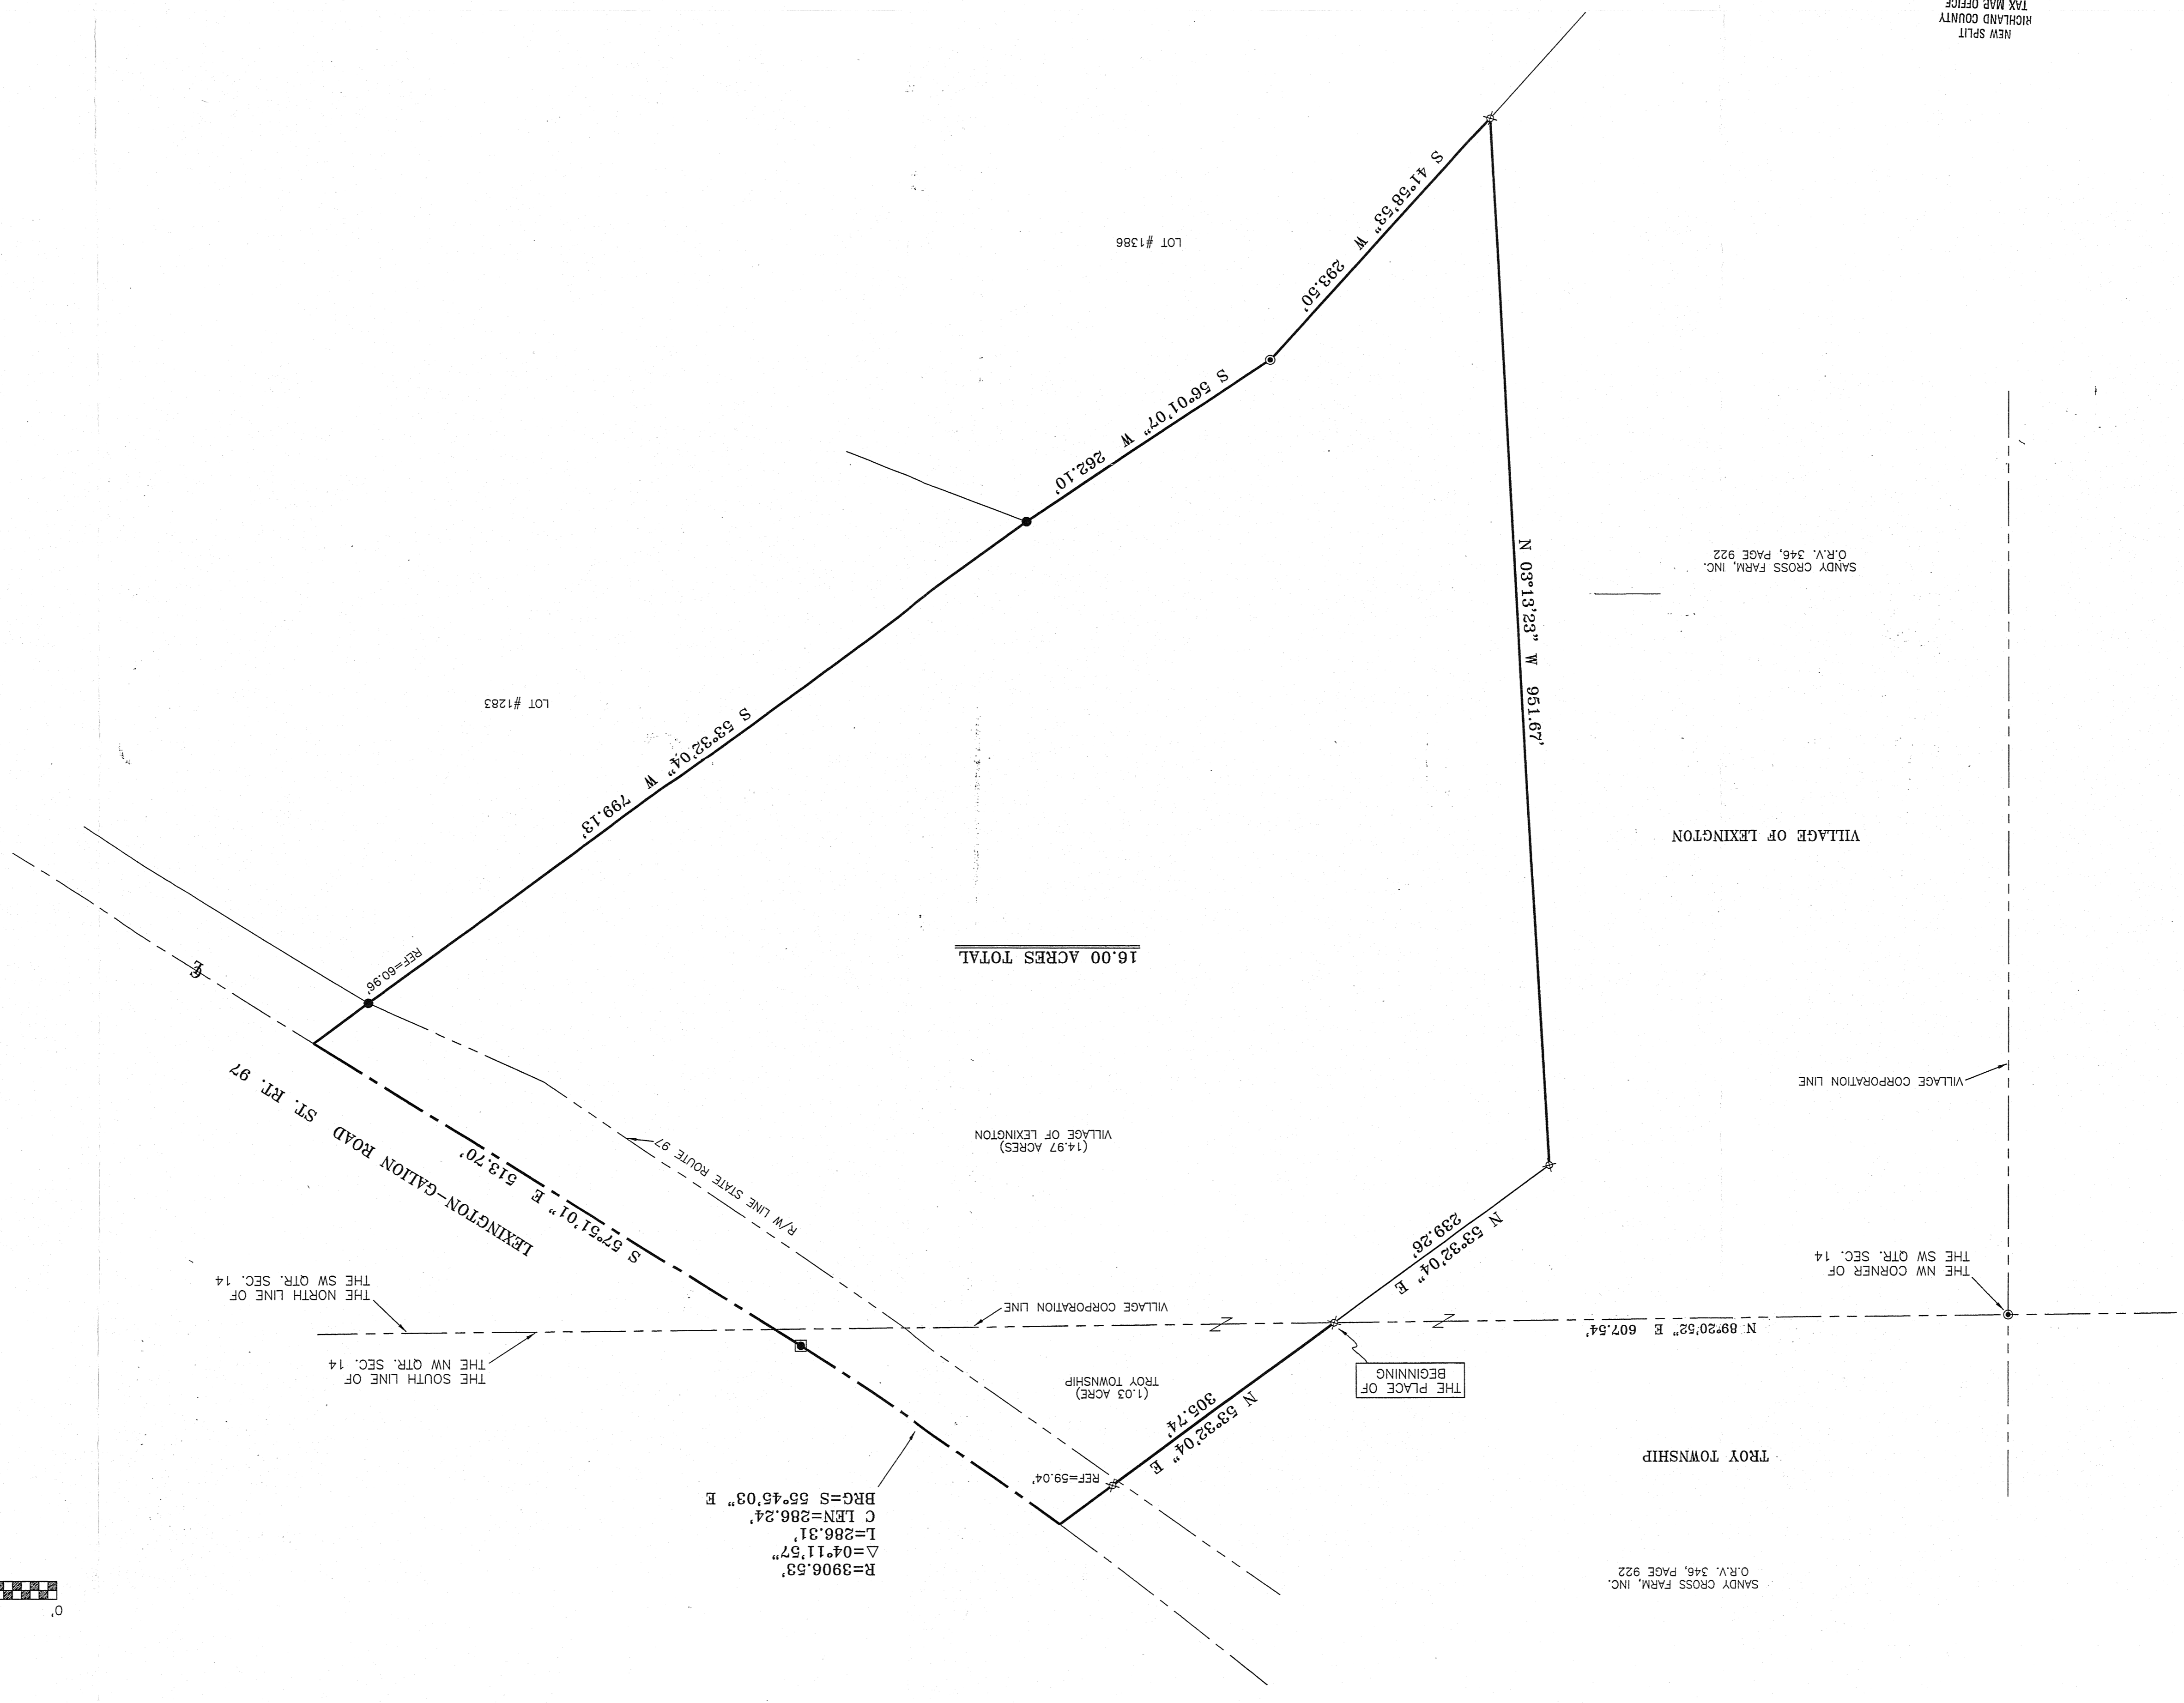 0'
SANDY CROSS FARM, INC.
O.R.V. 346, PAGE 922
R=3906.53'
△=04°11'57"
L=286.31'
C LEN=286.24'
BRG=S 55°45'03" E
TROY TOWNSHIP
N 53°32'04" E
305.74'
REF=59.04'
THE PLACE OF
BEGINNING
(1.03 ACRE)
TROY TOWNSHIP
THE SOUTH LINE OF
THE NW QTR. SEC. 14
N 89°20'52" E 607.54'
VILLAGE CORPORATION LINE
THE NORTH LINE OF
THE SW QTR. SEC. 14
THE NW CORNER OF
THE SW QTR. SEC. 14
N 53°32'04" E
239.26'
S 57°51'01" E 513.70'
LEXINGTON-GALION ROAD ST. RT. 97
R/W LINE STATE ROUTE 97
(14.97 ACRES)
VILLAGE OF LEXINGTON
VILLAGE CORPORATION LINE
16.00 ACRES TOTAL
REF=60.96'
℄
VILLAGE OF LEXINGTON
S 53°32'04" W 799.13'
LOT #1283
N 03°13'23" W 951.67'
SANDY CROSS FARM, INC.
O.R.V. 346, PAGE 922
S 56°01'07" W 262.10'
S 41°58'53" W 293.50'
LOT #1386
NEW SPLIT
RICHLAND COUNTY
TAX MAP OFFICE